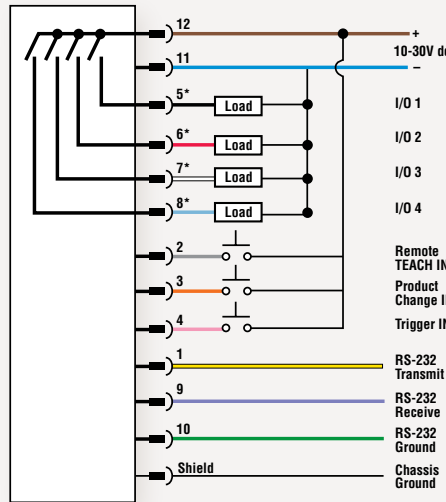 12
+
10-30V d
11
–
5*
Load
I/O 1
6*
Load
I/O 2
7*
Load
I/O 3
8*
Load
I/O 4
2
Remote
TEACH IN
3
Product
Change I
4
Trigger IN
1
RS-232
Transmit
9
RS-232
Receive
10
RS-232
Ground
Shield
Chassis
Ground